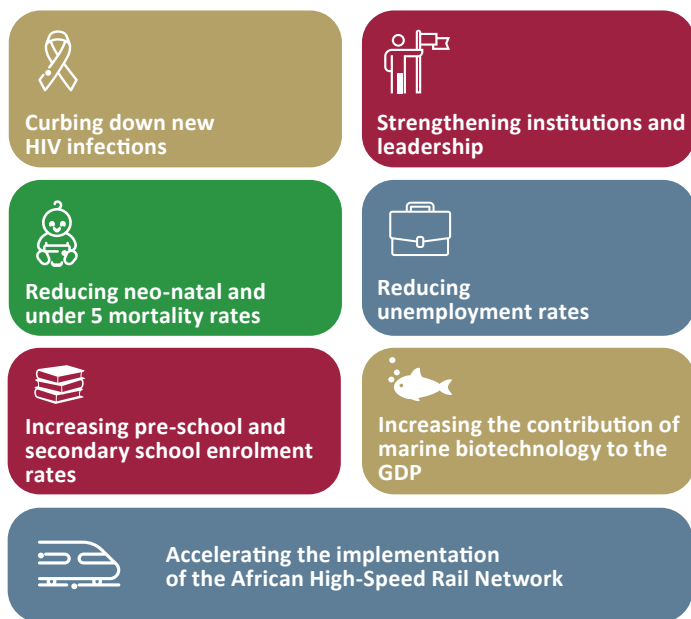 Curbing down new
HIV infections
Strengthening institutions and
leadership
Reducing neo-natal and
under 5 mortality rates
Reducing
unemployment rates
Increasing pre-school and
secondary school enrolment
rates
Increasing the contribution of
marine biotechnology to the
GDP
Accelerating the implementation
of the African High-Speed Rail Network